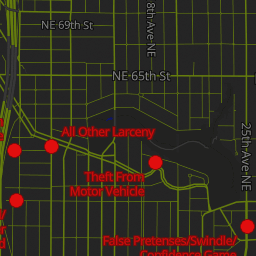 NE 69th St
8th Ave NE
NE 65th St
All Other Larceny
25th Ave NE
Theft From
Motor Vehicle
False Pretenses/Swindle/
Confidence Game